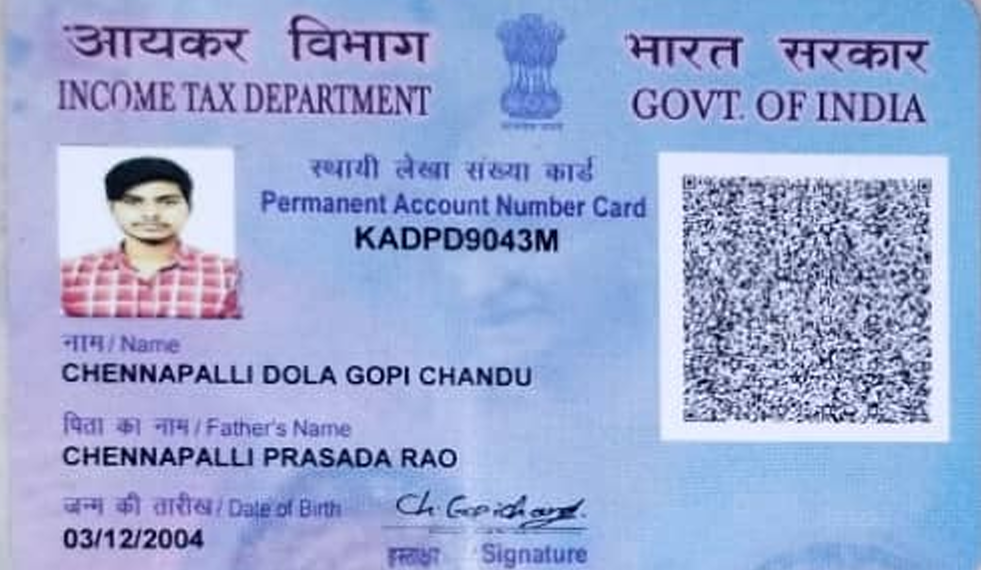 आयकर विभाग
INCOME TAX DEPARTMENT
भारत सरकार
GOVT. OF INDIA
स्थायी लेखा संख्या कार्ड
Permanent Account Number Card
KADPD9043M
नाम / Name
CHENNAPALLI DOLA GOPI CHANDU
पिता का नाम / Father's Name
CHENNAPALLI PRASADA RAO
जन्म की तारीख / Date of Birth
03/12/2004
Ch. Gopichand.
हस्ताक्षर Signature